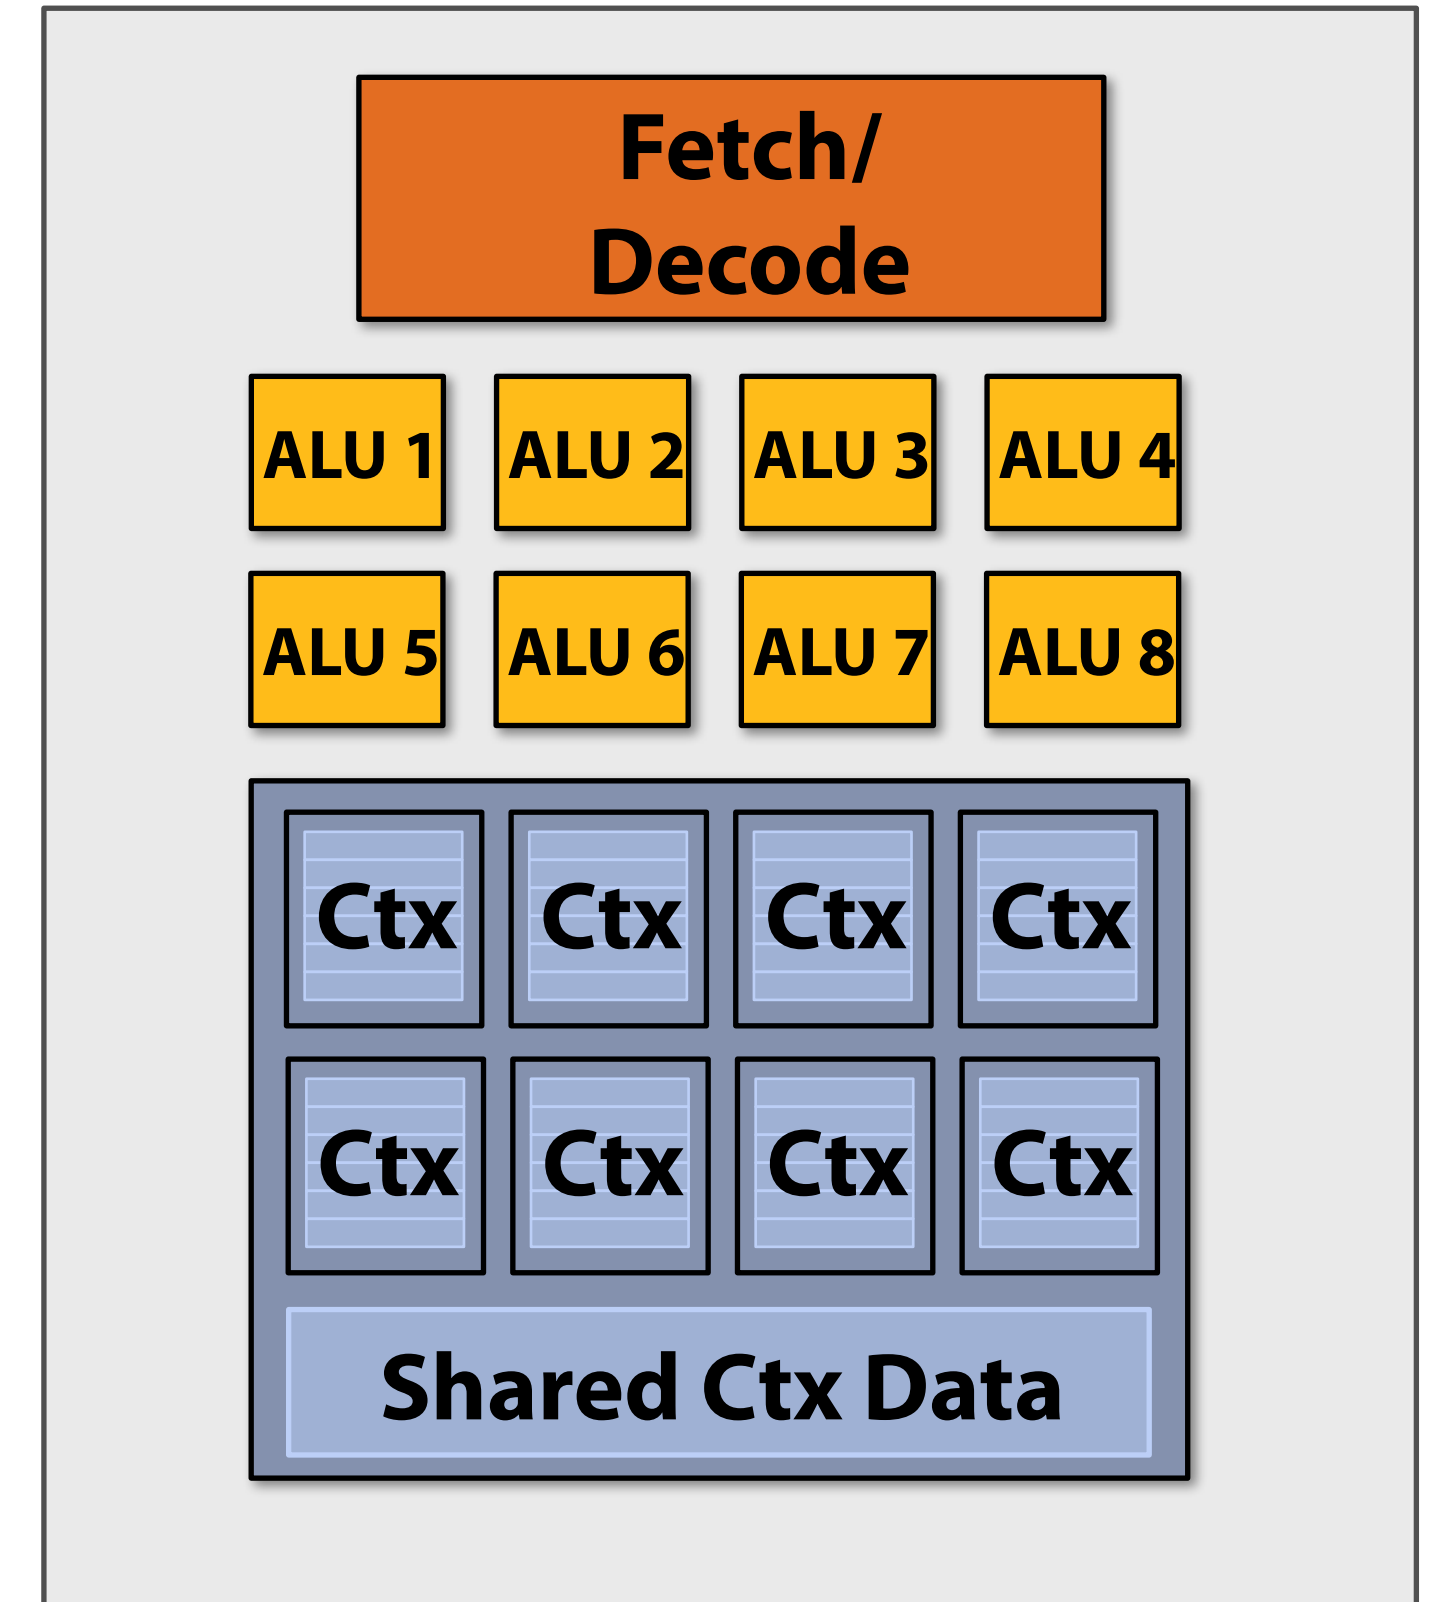 Fetch/
Decode
ALU 1 ALU 2 ALU 3 ALU 4
ALU 5 ALU 6 ALU 7 ALU 8
Ctx Ctx Ctx Ctx
Ctx Ctx Ctx Ctx
Shared Ctx Data